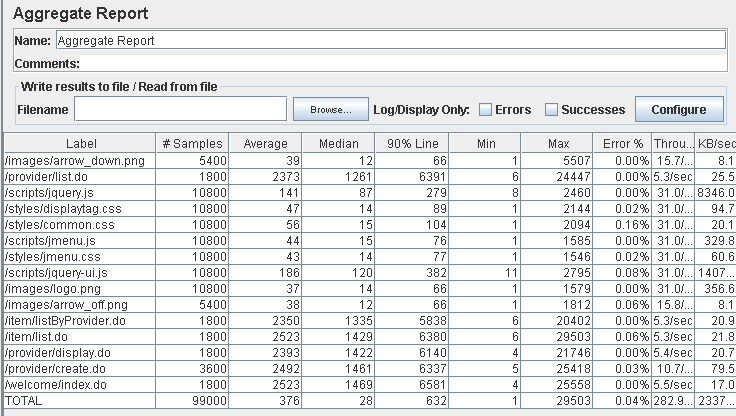 Aggregate Report
Name: Aggregate Report
Comments:
Write results to file / Read from file
Filename Browse... Log/Display Only: Errors Successes Configure
Label # Samples Average Median 90% Line Min Max Error % Throu... KB/sec
/images/arrow_down.png 5400 39 12 66 1 5507 0.00% 15.7/... 8.1
/provider/list.do 1800 2373 1261 6391 6 24447 0.00% 5.3/sec 25.5
/scripts/jquery.js 10800 141 87 279 8 2460 0.00% 31.0/... 8346.0
/styles/displaytag.css 10800 47 14 89 1 2144 0.02% 31.0/... 94.7
/styles/common.css 10800 56 15 104 1 2094 0.16% 31.0/... 20.1
/scripts/jmenu.js 10800 44 15 76 1 1585 0.00% 31.0/... 329.8
/styles/jmenu.css 10800 43 14 77 1 1546 0.02% 31.0/... 60.6
/scripts/jquery-ui.js 10800 186 120 382 11 2795 0.08% 31.0/... 1407...
/images/logo.png 10800 37 14 66 1 1579 0.00% 31.0/... 356.6
/images/arrow_off.png 5400 38 12 66 1 1812 0.06% 15.8/... 8.1
/item/listByProvider.do 1800 2350 1335 5838 6 20402 0.00% 5.3/sec 20.9
/item/list.do 1800 2523 1429 6380 6 29503 0.06% 5.3/sec 21.8
/provider/display.do 1800 2393 1422 6140 4 21746 0.00% 5.4/sec 20.7
/provider/create.do 3600 2492 1461 6337 5 25418 0.03% 10.7/... 79.5
/welcome/index.do 1800 2523 1469 6581 4 25558 0.00% 5.5/sec 17.0
TOTAL 99000 376 28 632 1 29503 0.04% 282.9... 2337...